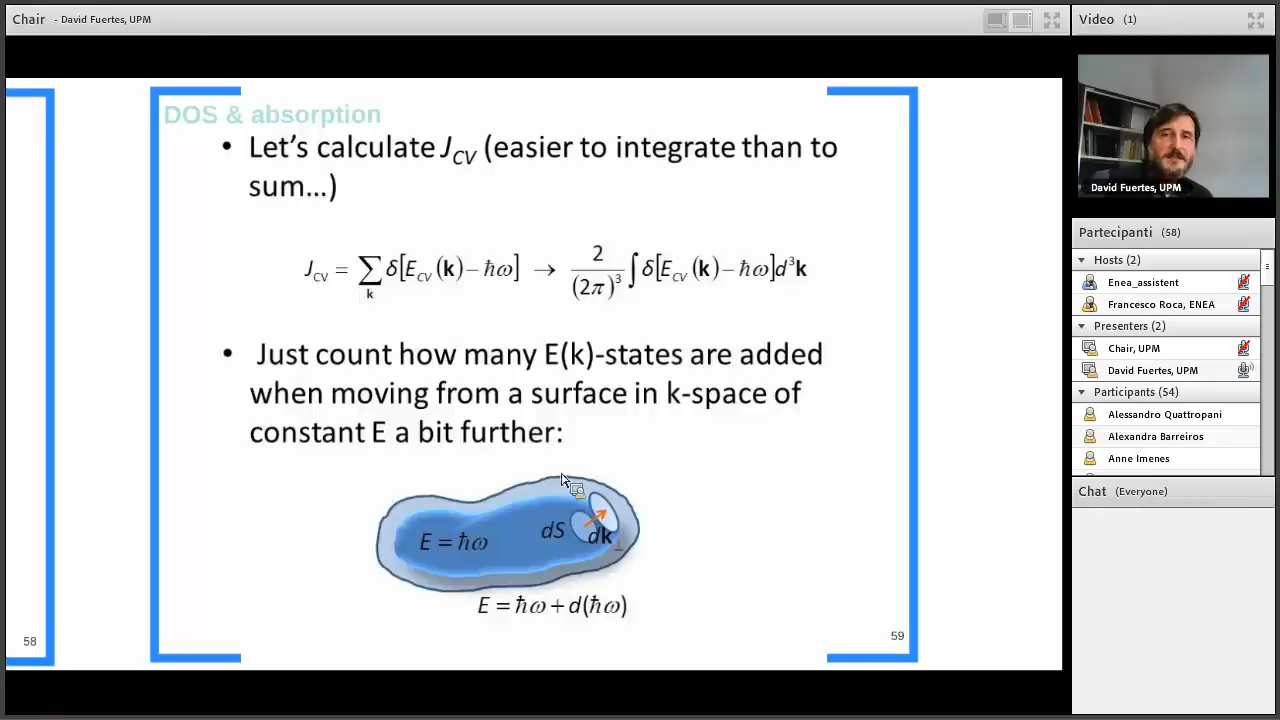 Chair - David Fuertes, UPM
Video (1)
David Fuertes, UPM
DOS & absorption
• Let's calculate J_CV (easier to integrate than to
sum...)
J_CV = ∑_k δ[E_CV(k) − ħω] → 2/(2π)³ ∫ δ[E_CV(k) − ħω]d³k
• Just count how many E(k)-states are added
when moving from a surface in k-space of
constant E a bit further:
E = ħω
dS
dk⊥
E = ħω + d(ħω)
58
59
Partecipanti (58)
Hosts (2)
Enea_assistent
Francesco Roca, ENEA
Presenters (2)
Chair, UPM
David Fuertes, UPM
Participants (54)
Alessandro Quattropani
Alexandra Barreiros
Anne Imenes
Chat (Everyone)